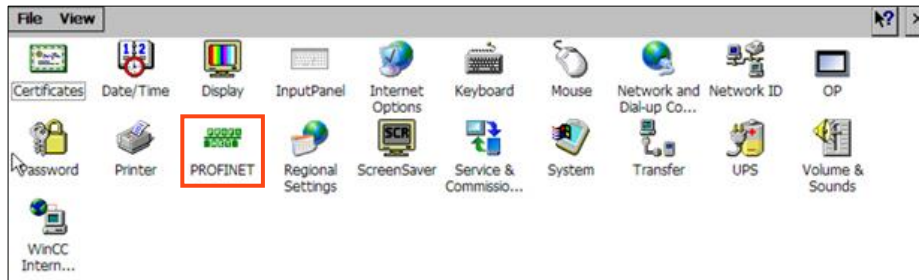 File View
Certificates Date/Time Display InputPanel Internet Options Keyboard Mouse Network and Dial-up Co... Network ID OP
Password Printer PROFINET Regional Settings ScreenSaver Service & Commissio... System Transfer UPS Volume & Sounds
WinCC Intern...